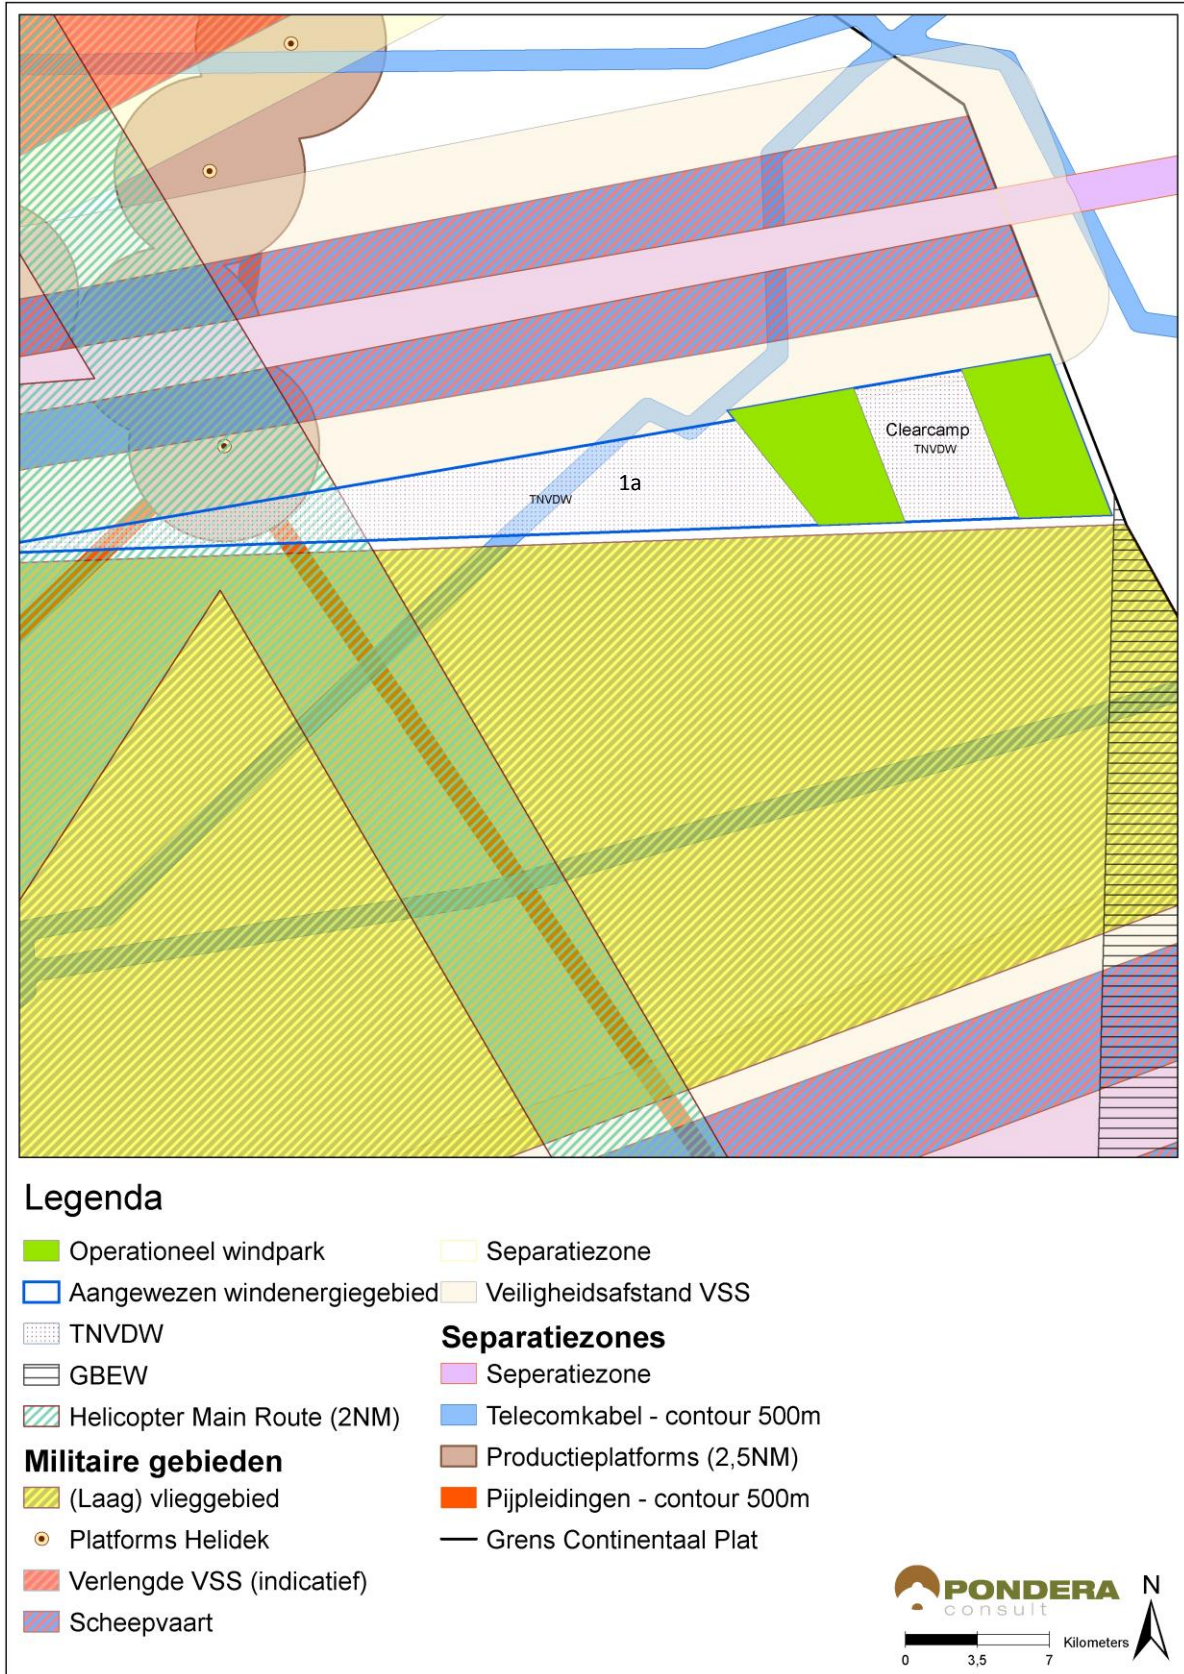 Clearcamp
TNVDW
1a
TNVDW
Legenda
Operationeel windpark
Aangewezen windenergiegebied
TNVDW
GBEW
Helicopter Main Route (2NM)
Militaire gebieden
(Laag) vlieggebied
Platforms Helidek
Verlengde VSS (indicatief)
Scheepvaart
Separatiezone
Veiligheidsafstand VSS
Separatiezones
Seperatiezone
Telecomkabel - contour 500m
Productieplatforms (2,5NM)
Pijpleidingen - contour 500m
Grens Continentaal Plat
PONDERA
consult
N
Kilometers
0 3,5 7